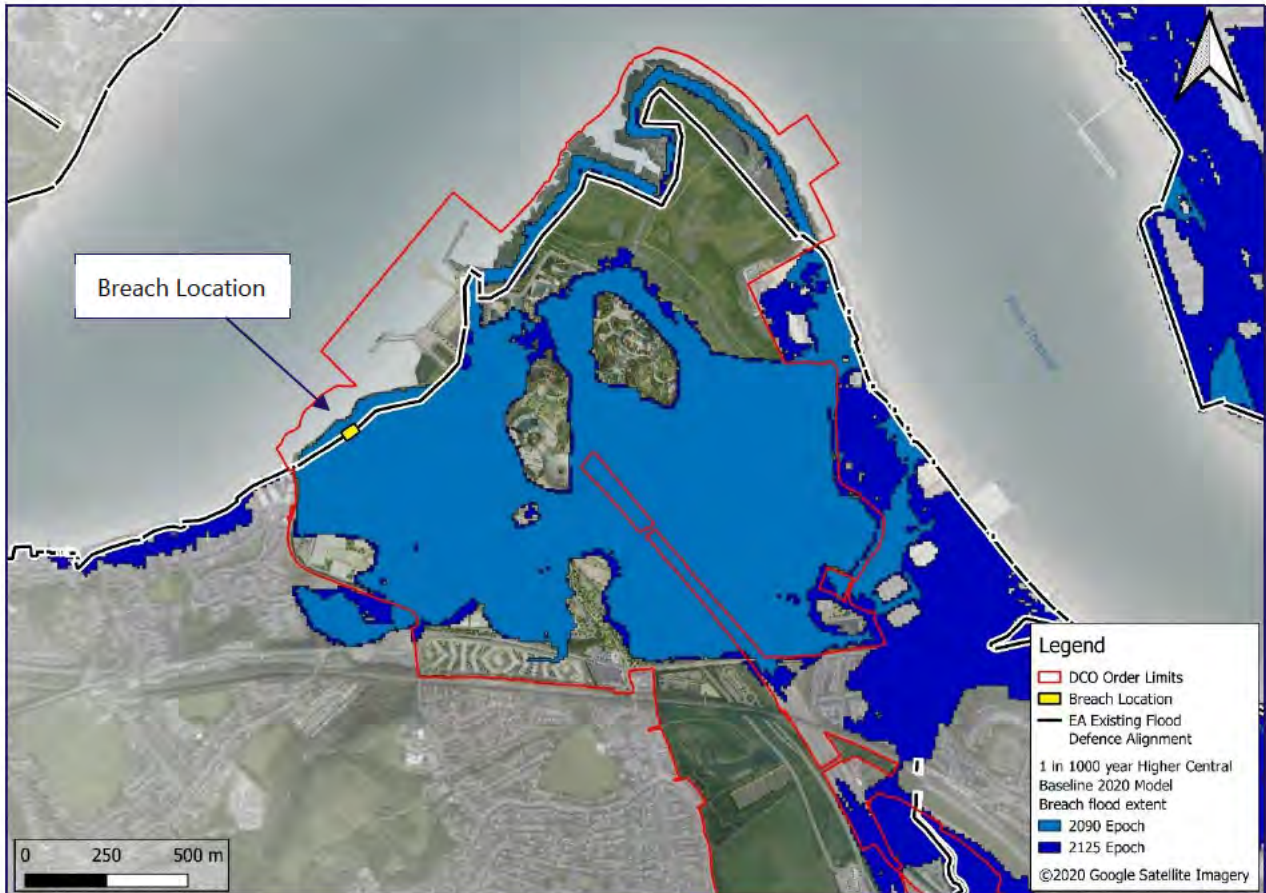 Breach Location
Legend
DCO Order Limits
Breach Location
EA Existing Flood
Defence Alignment
1 in 1000 year Higher Central
Baseline 2020 Model
Breach flood extent
2090 Epoch
2125 Epoch
©2020 Google Satellite Imagery
0 250 500 m